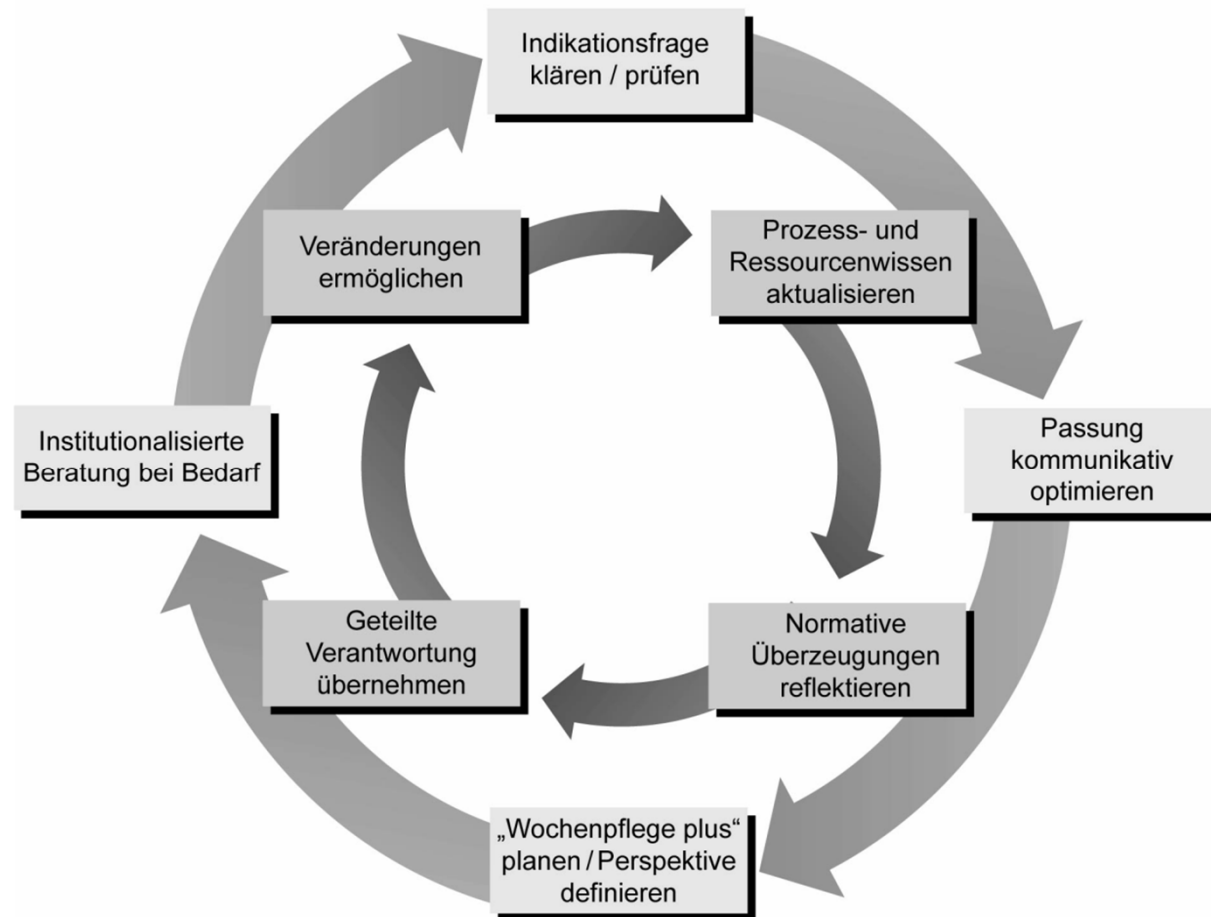 Indikationsfrage
klären / prüfen
Veränderungen
ermöglichen
Prozess- und
Ressourcenwissen
aktualisieren
Institutionalisierte
Beratung bei Bedarf
Passung
kommunikativ
optimieren
Geteilte
Verantwortung
übernehmen
Normative
Überzeugungen
reflektieren
„Wochenpflege plus“
planen / Perspektive
definieren